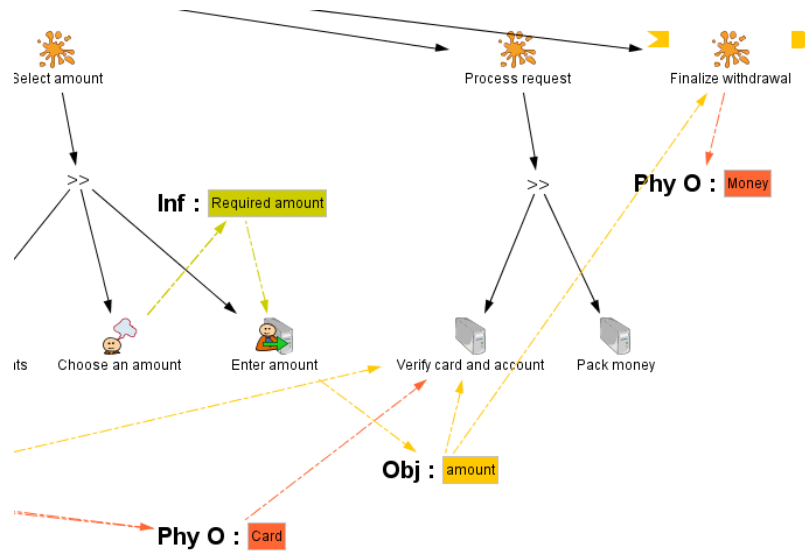 Select amount
Process request
Finalize withdrawal
>>
>>
Phy O : Money
Inf : Required amount
nts
Choose an amount
Enter amount
Verify card and account
Pack money
Obj : amount
Phy O : Card